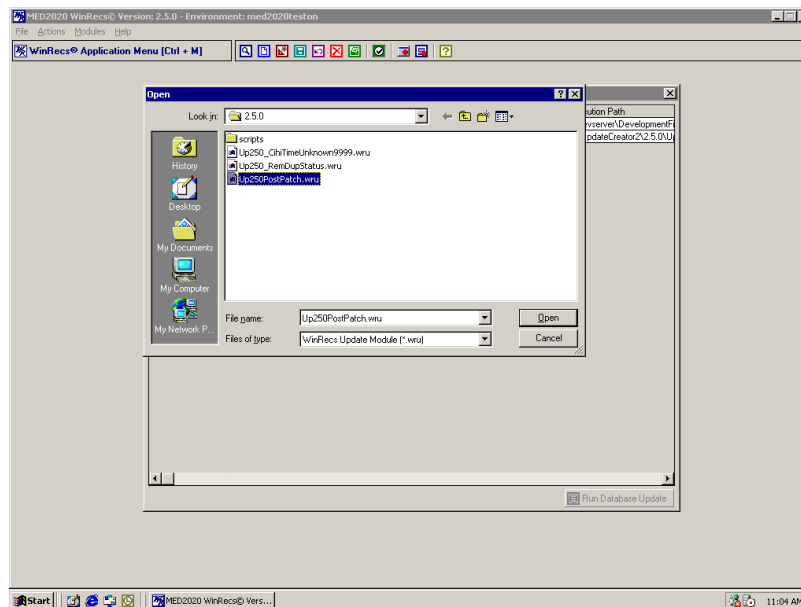 MED2020 WinRecs© Version: 2.5.0 - Environment: med2020teston
File Actions Modules Help
WinRecs© Application Menu [Ctrl + M]
Open
Look in: 2.5.0
ution Path
scripts
Up250_CihiTimeUnknown9999.wru
Up250_RemDupStatus.wru
Up250PostPatch.wru
vserver\DevelopmentFi
pdateCreator2\2.5.0\U
History
Desktop
My Documents
My Computer
My Network P...
File name: Up250PostPatch.wru Open
Files of type: WinRecs Update Module (*.wru) Cancel
Run Database Update
Start MED2020 WinRecs© Vers... 11:04 AM